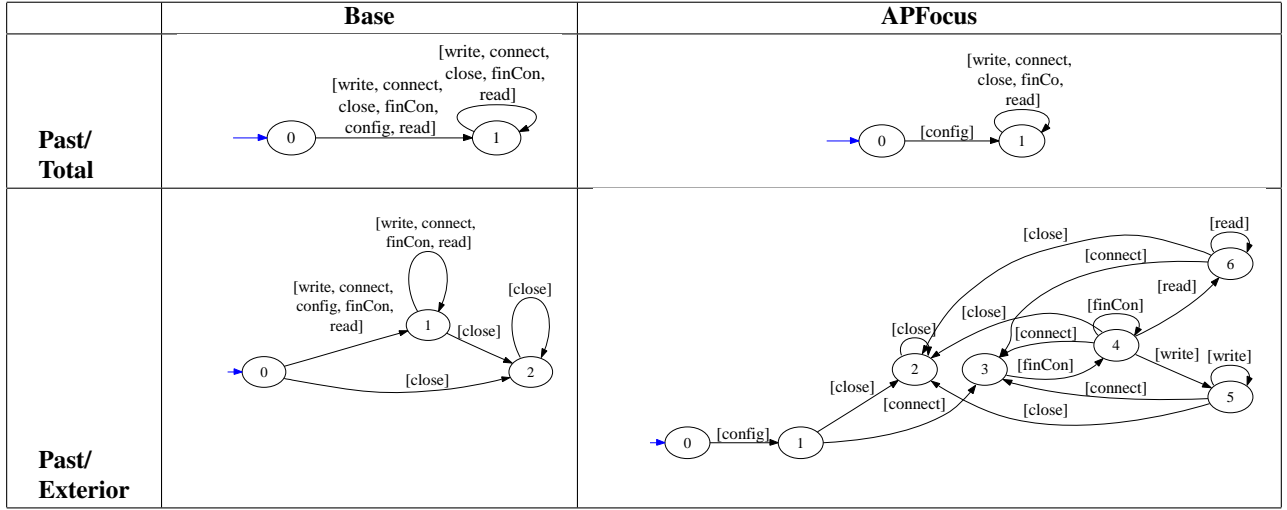 Base
APFocus
Past/
Total
[write, connect,
close, finCon,
config, read]
[write, connect,
close, finCon,
read]
0
1
[config]
[write, connect,
close, finCo,
read]
0
1
Past/
Exterior
[write, connect,
finCon, read]
[write, connect,
config, finCon,
read]
[close]
[close]
[close]
0
1
2
[read]
[close]
[connect]
6
[read]
[close]
[finCon]
[close]
[connect]
4
[write]
[write]
2
3
[finCon]
5
[close]
[connect]
[connect]
[close]
[config]
0
1